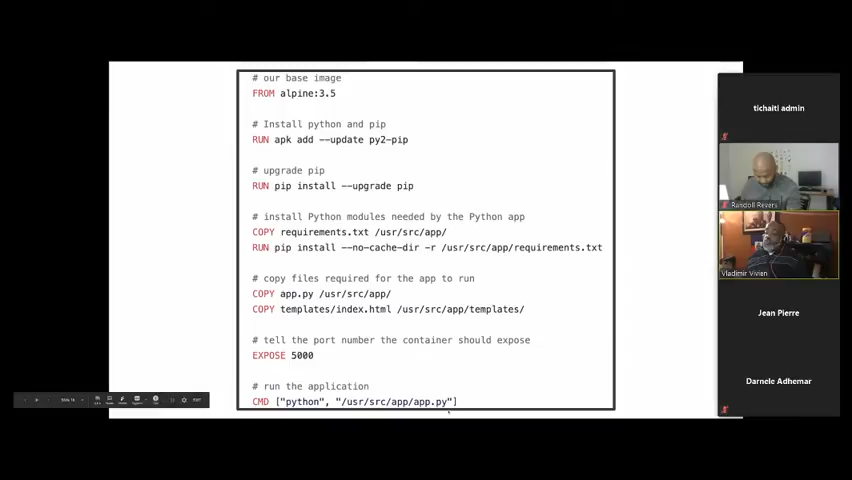 # our base image
FROM alpine:3.5
# Install python and pip
RUN apk add --update py2-pip
# upgrade pip
RUN pip install --upgrade pip
# install Python modules needed by the Python app
COPY requirements.txt /usr/src/app/
RUN pip install --no-cache-dir -r /usr/src/app/requirements.txt
# copy files required for the app to run
COPY app.py /usr/src/app/
COPY templates/index.html /usr/src/app/templates/
# tell the port number the container should expose
EXPOSE 5000
# run the application
CMD ["python", "/usr/src/app/app.py"]
tichaiti admin
Vladimir Vivien
Jean Pierre
Darnele Adhemar